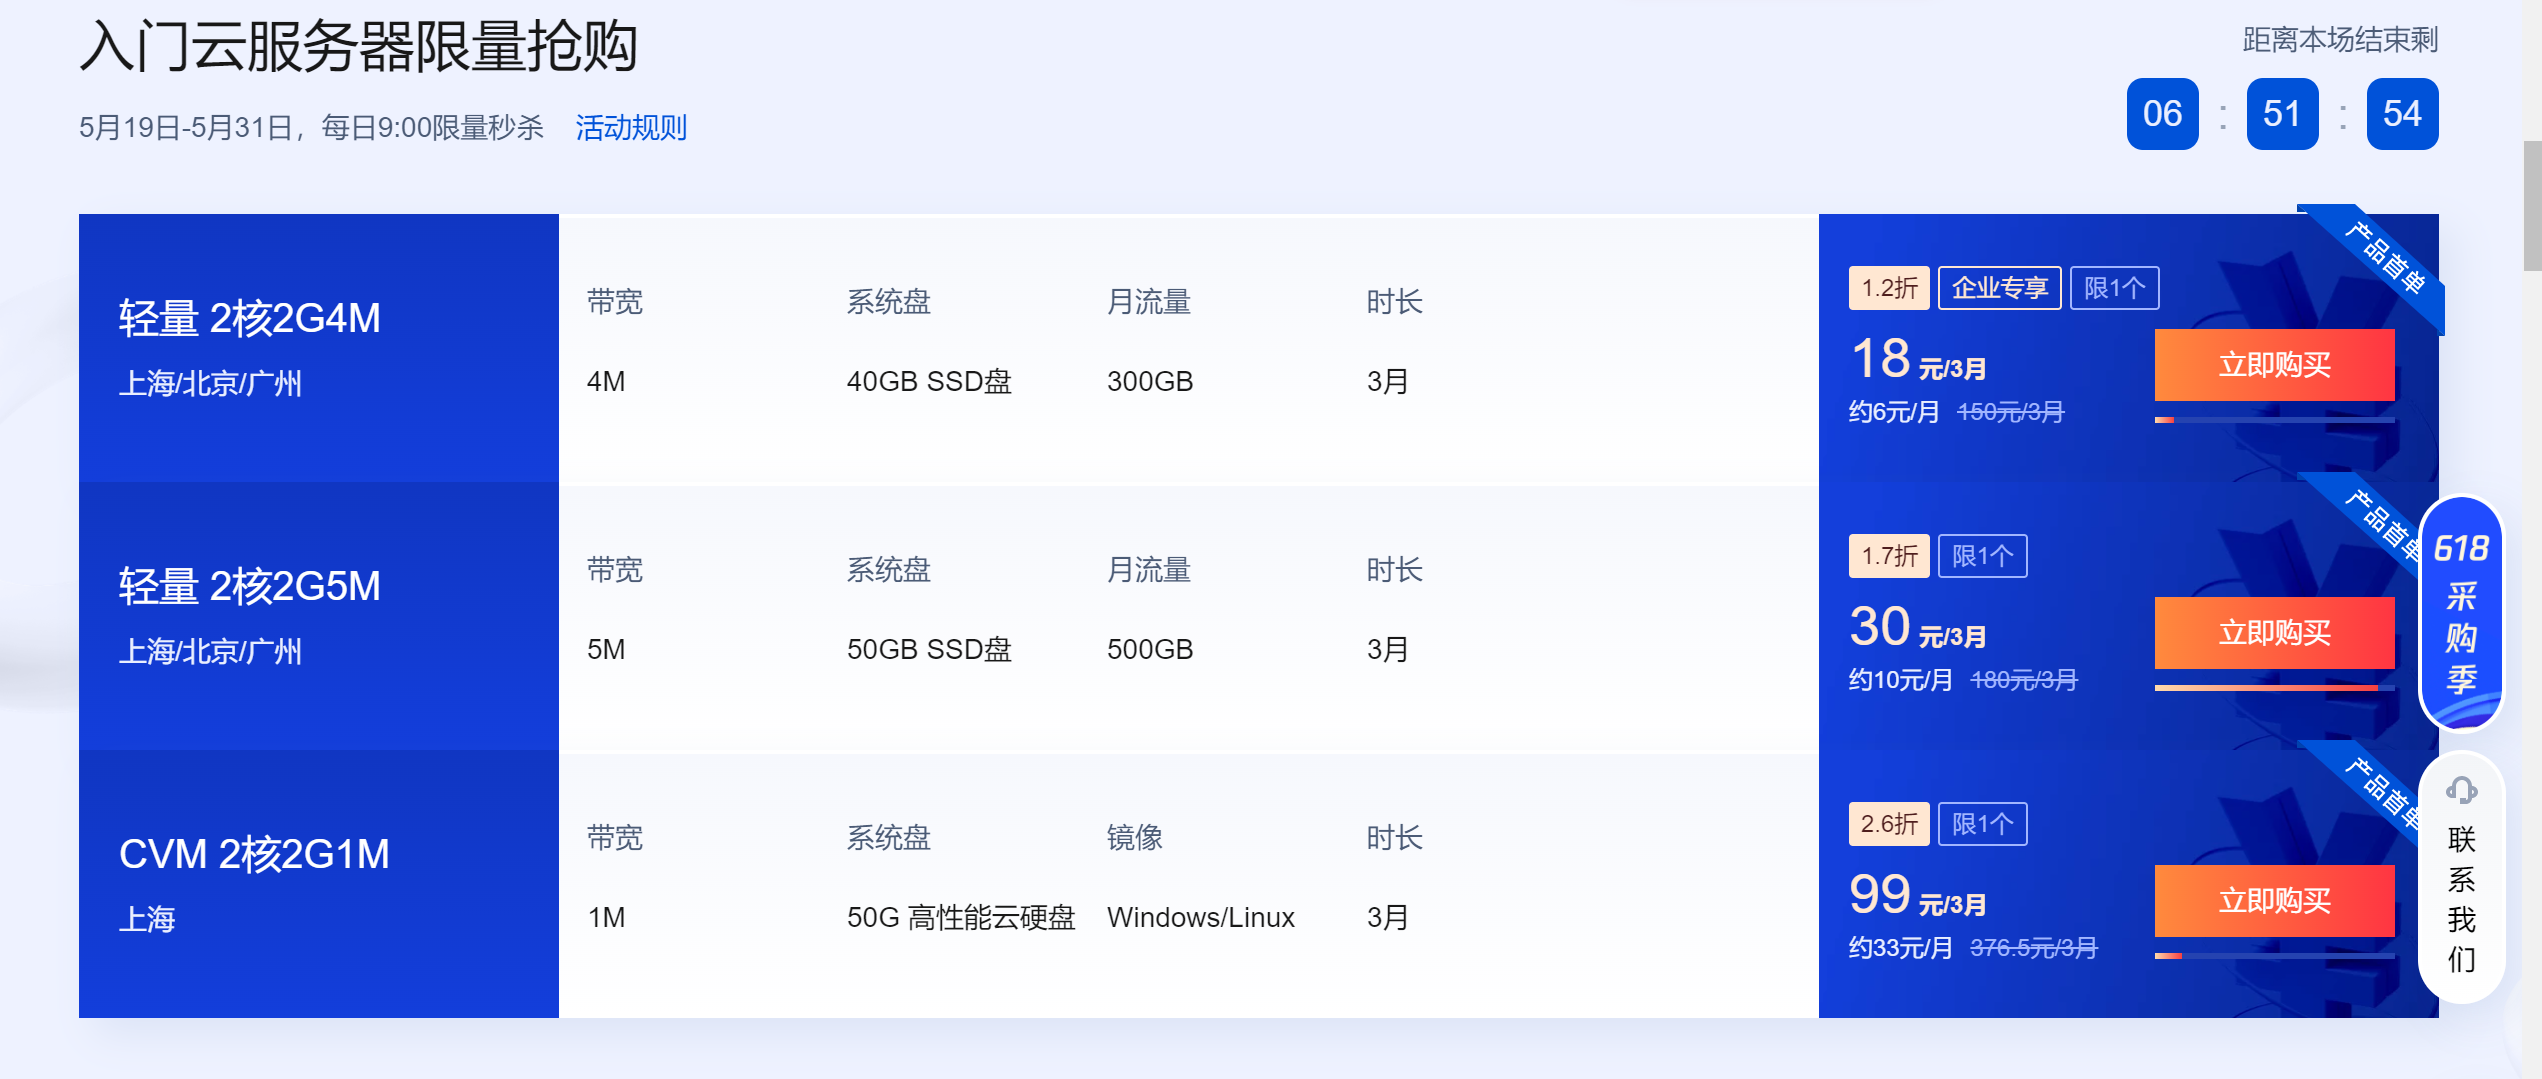 入门云服务器限量抢购
5月19日-5月31日，每日9:00限量秒杀 活动规则
距离本场结束剩
06 : 51 : 54
轻量 2核2G4M
上海/北京/广州
带宽 系统盘 月流量 时长
4M 40GB SSD盘 300GB 3月
产品首单
1.2折 企业专享 限1个
18 元/3月
约6元/月 150元/3月
立即购买
轻量 2核2G5M
上海/北京/广州
带宽 系统盘 月流量 时长
5M 50GB SSD盘 500GB 3月
产品首单
1.7折 限1个
30 元/3月
约10元/月 180元/3月
立即购买
CVM 2核2G1M
上海
带宽 系统盘 镜像 时长
1M 50G 高性能云硬盘 Windows/Linux 3月
产品首单
2.6折 限1个
99 元/3月
约33元/月 376.5元/3月
立即购买
618
采
购
季
联
系
我
们